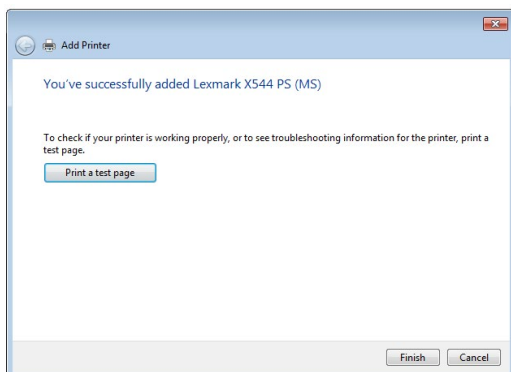 Add Printer
You've successfully added Lexmark X544 PS (MS)
To check if your printer is working properly, or to see troubleshooting information for the printer, print a
test page.
Print a test page
Finish Cancel